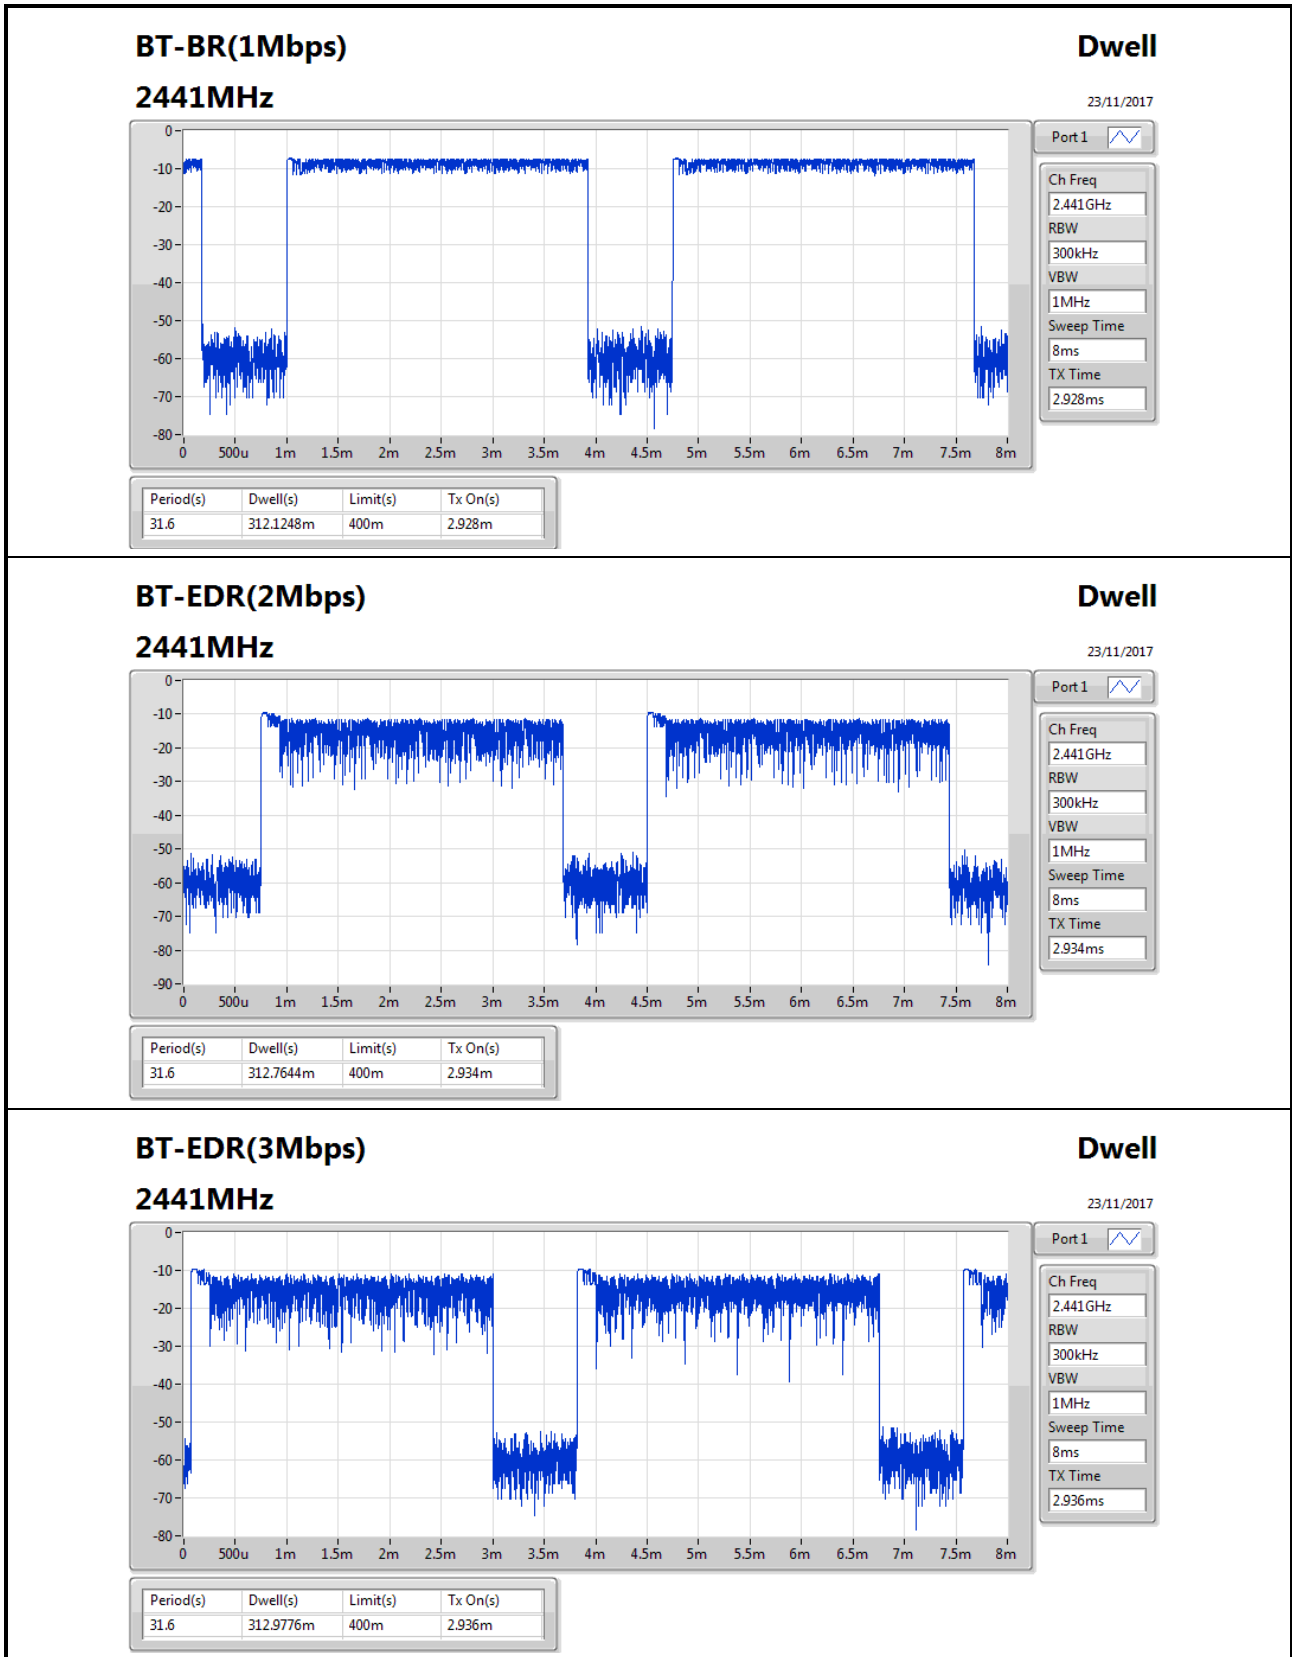 BT-BR(1Mbps) Dwell
2441MHz 23/11/2017
Port 1
0
-10
-20
-30
-40
-50
-60
-70
-80
0 500u 1m 1.5m 2m 2.5m 3m 3.5m 4m 4.5m 5m 5.5m 6m 6.5m 7m 7.5m 8m
Ch Freq
2.441GHz
RBW
300kHz
VBW
1MHz
Sweep Time
8ms
TX Time
2.928ms
Period(s) Dwell(s) Limit(s) Tx On(s)
31.6 312.1248m 400m 2.928m
BT-EDR(2Mbps) Dwell
2441MHz 23/11/2017
Port 1
0
-10
-20
-30
-40
-50
-60
-70
-80
-90
0 500u 1m 1.5m 2m 2.5m 3m 3.5m 4m 4.5m 5m 5.5m 6m 6.5m 7m 7.5m 8m
Ch Freq
2.441GHz
RBW
300kHz
VBW
1MHz
Sweep Time
8ms
TX Time
2.934ms
Period(s) Dwell(s) Limit(s) Tx On(s)
31.6 312.7644m 400m 2.934m
BT-EDR(3Mbps) Dwell
2441MHz 23/11/2017
Port 1
0
-10
-20
-30
-40
-50
-60
-70
-80
0 500u 1m 1.5m 2m 2.5m 3m 3.5m 4m 4.5m 5m 5.5m 6m 6.5m 7m 7.5m 8m
Ch Freq
2.441GHz
RBW
300kHz
VBW
1MHz
Sweep Time
8ms
TX Time
2.936ms
Period(s) Dwell(s) Limit(s) Tx On(s)
31.6 312.9776m 400m 2.936m